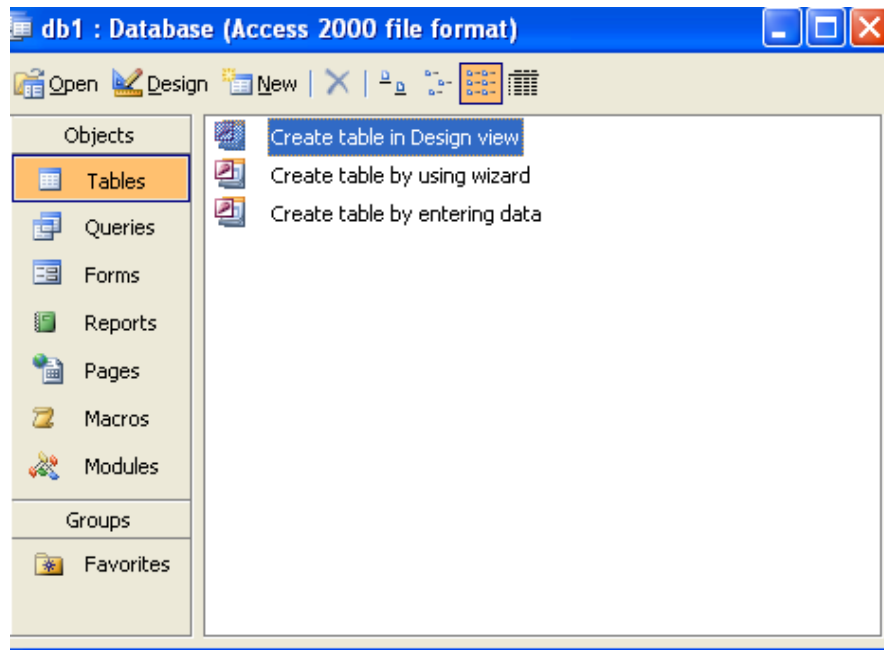 db1 : Database (Access 2000 file format)
Open Design New
Objects
Tables
Queries
Forms
Reports
Pages
Macros
Modules
Groups
Favorites
Create table in Design view
Create table by using wizard
Create table by entering data